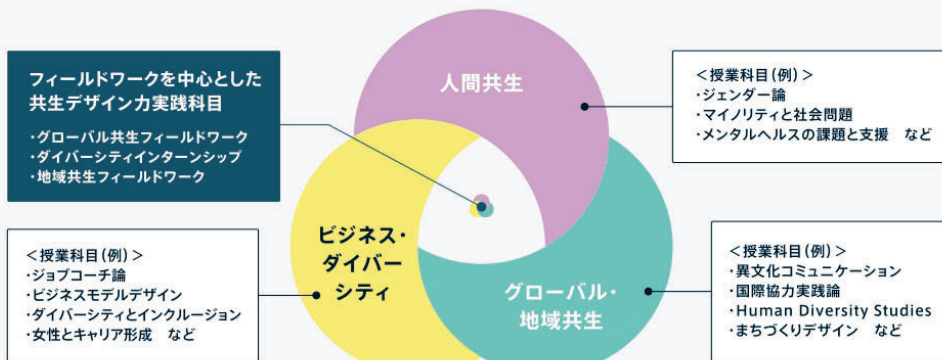 フィールドワークを中心とした
共生デザイン力実践科目
・グローバル共生フィールドワーク
・ダイバーシティインターンシップ
・地域共生フィールドワーク
人間共生
＜授業科目(例)＞
・ジェンダー論
・マイノリティと社会問題
・メンタルヘルスの課題と支援　など
ビジネス・
ダイバー
シティ
＜授業科目(例)＞
・ジョブコーチ論
・ビジネスモデルデザイン
・ダイバーシティとインクルージョン
・女性とキャリア形成　など
グローバル・
地域共生
＜授業科目(例)＞
・異文化コミュニケーション
・国際協力実践論
・Human Diversity Studies
・まちづくりデザイン　など